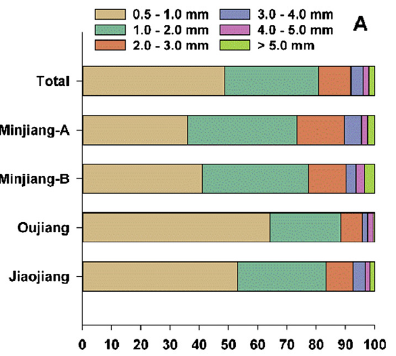 0.5 - 1.0 mm 3.0 - 4.0 mm A
1.0 - 2.0 mm 4.0 - 5.0 mm
2.0 - 3.0 mm > 5.0 mm
Total
Minjiang-A
Minjiang-B
Oujiang
Jiaojiang
0 10 20 30 40 50 60 70 80 90 100